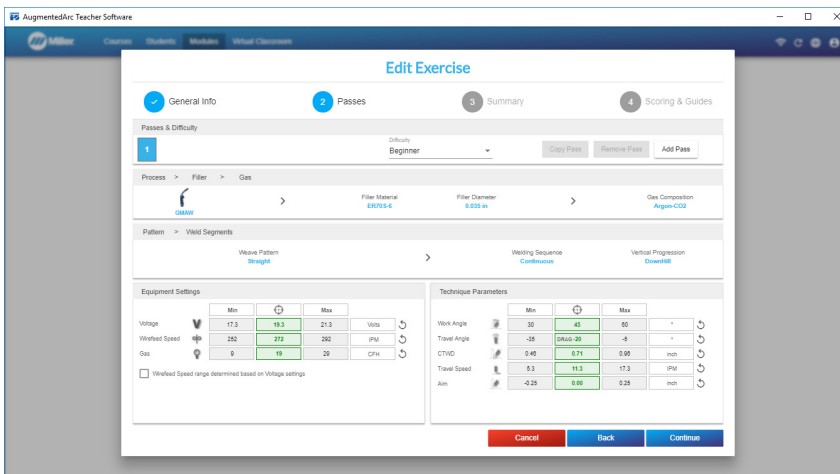 AugmentedArc Teacher Software
Miller Courses Students Modules Virtual Classroom
Edit Exercise
General Info 2 Passes 3 Summary 4 Scoring & Guides
Passes & Difficulty
1 Difficulty Beginner Copy Pass Remove Pass Add Pass
Process > Filler > Gas
GMAW > Filler Material ER70S-6 Filler Diameter 0.035 in > Gas Composition Argon-CO2
Pattern > Weld Segments
Weave Pattern Straight > Welding Sequence Continuous Vertical Progression DownHill
Equipment Settings
Min Max
Voltage V 17.3 19.3 21.3 Volts
Wirefeed Speed 252 272 292 IPM
Gas 9 19 29 CFH
Wirefeed Speed range determined based on Voltage settings
Technique Parameters
Min Max
Work Angle 30 45 60 °
Travel Angle -35 DRAG -20 -5 °
CTWD 0.46 0.71 0.96 inch
Travel Speed 5.3 11.3 17.3 IPM
Aim -0.25 0.00 0.25 inch
Cancel Back Continue